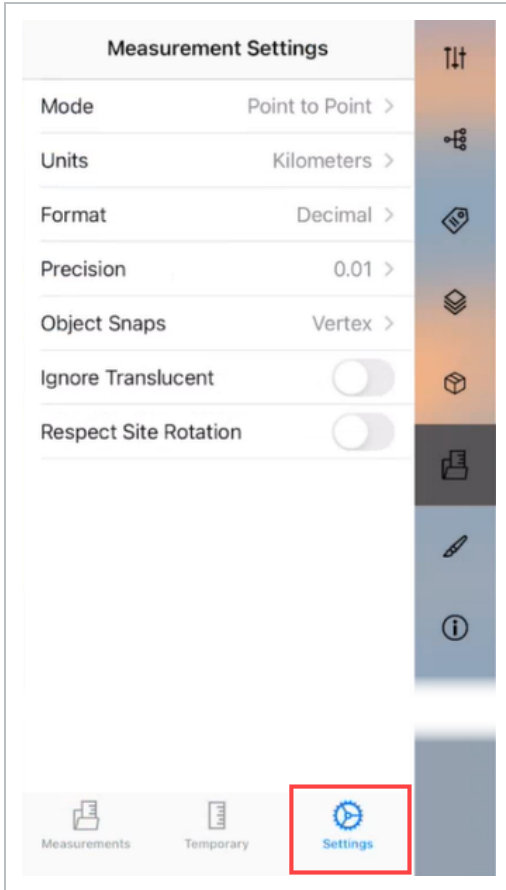 Measurement Settings
Mode Point to Point
Units Kilometers
Format Decimal
Precision 0.01
Object Snaps Vertex
Ignore Translucent
Respect Site Rotation
Measurements Temporary Settings